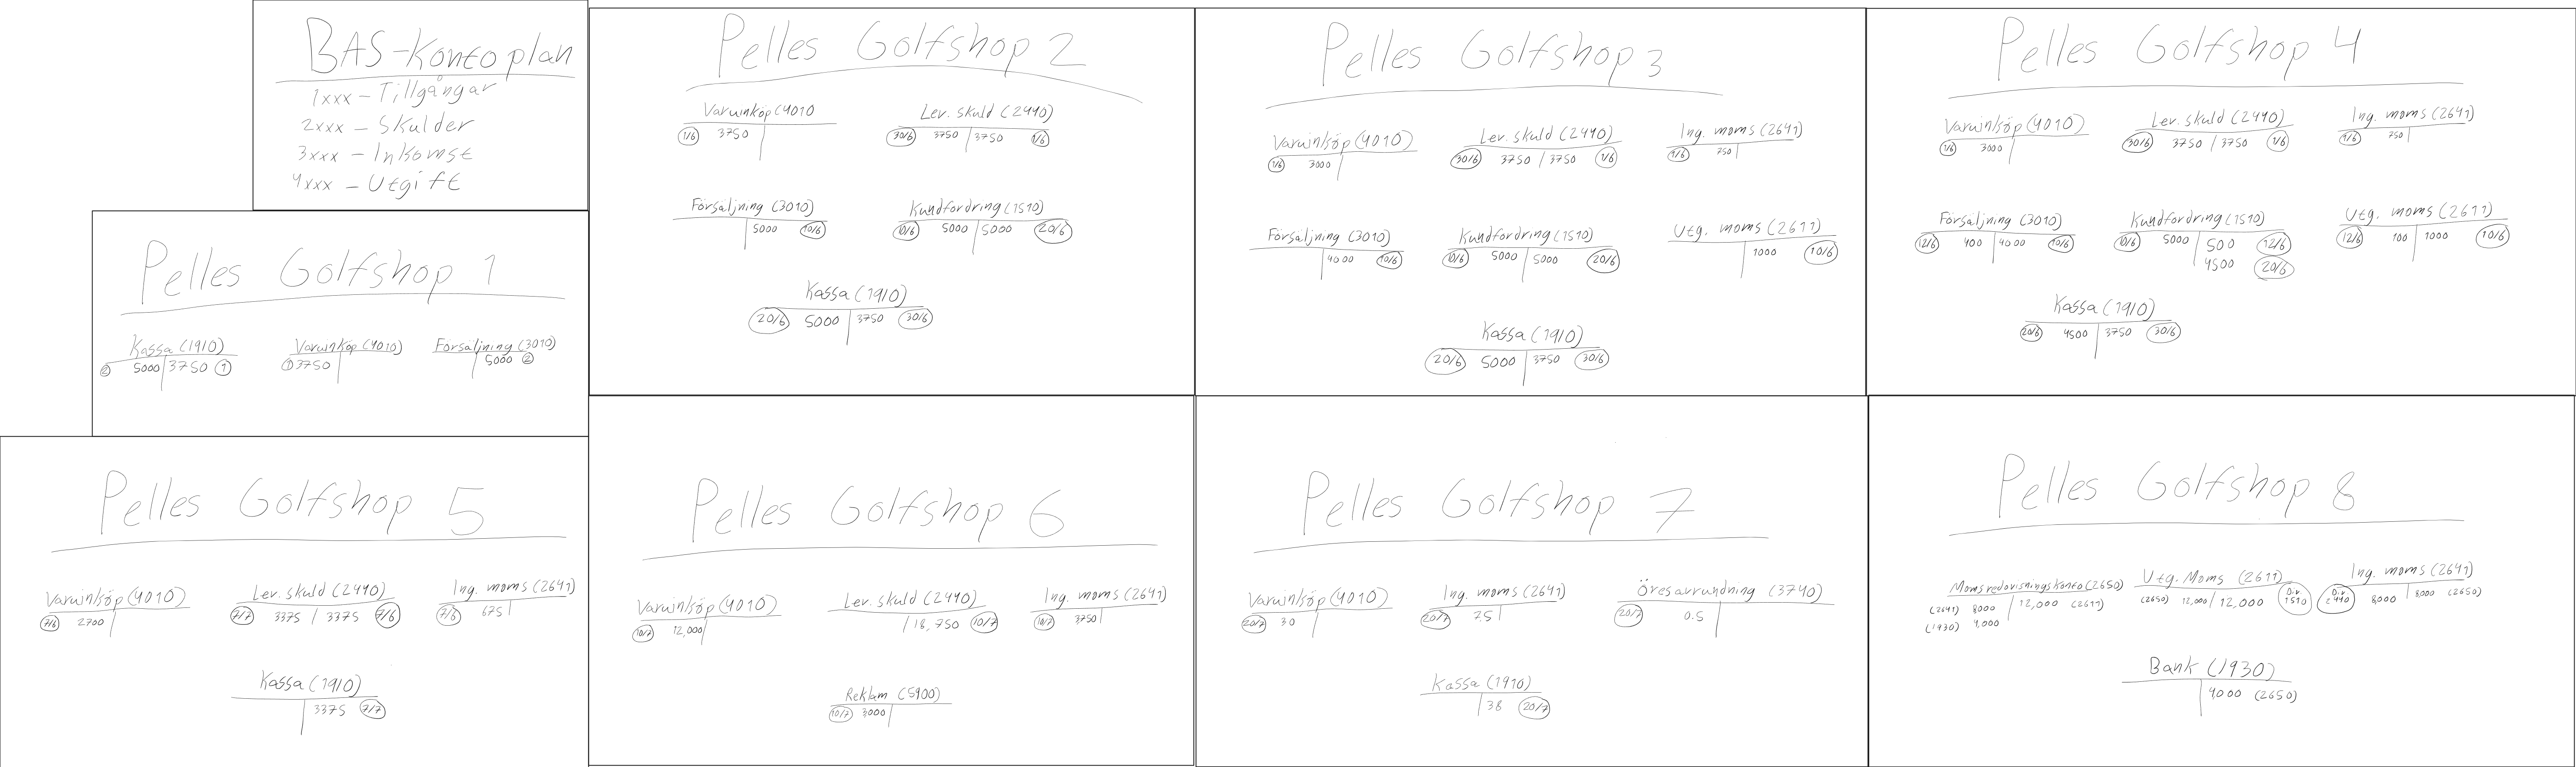 BAS-Kontoplan
1xxx - Tillgångar
2xxx - Skulder
3xxx - Inkomst
4xxx - Utgift
Pelles Golfshop 1
Kassa (1910) Varuinköp (4010) Försäljning (3010)
② 5000 3750 ① ① 3750 5000 ②
Pelles Golfshop 2
Varuinköp (4010 Lev. skuld (2440)
1/6 3750 30/6 3750 3750 1/6
Försäljning (3010) Kundfordring (1510)
5000 10/6 10/6 5000 5000 20/6
Kassa (1910)
20/6 5000 3750 30/6
Pelles Golfshop 3
Varuinköp (4010) Lev. skuld (2440) Ing. moms (2641)
1/6 3000 30/6 3750 3750 1/6 1/6 750
Försäljning (3010) Kundfordring (1510) Utg. moms (2611)
4000 10/6 10/6 5000 5000 20/6 1000 10/6
Kassa (1910)
20/6 5000 3750 30/6
Pelles Golfshop 4
Varuinköp (4010) Lev. skuld (2440) Ing. moms (2641)
1/6 3000 30/6 3750 3750 1/6 1/6 750
Försäljning (3010) Kundfordring (1510) Utg. moms (2611)
12/6 400 4000 10/6 10/6 5000 500 12/6 12/6 100 1000 10/6
4500 20/6
Kassa (1910)
20/6 4500 3750 30/6
Pelles Golfshop 5
Varuinköp (4010) Lev. skuld (2440) Ing. moms (2641)
7/6 2700 7/7 3375 3375 7/6 7/6 675
Kassa (1910)
3375 7/7
Pelles Golfshop 6
Varuinköp (4010) Lev. skuld (2440) Ing. moms (2641)
10/7 12,000 18,750 10/7 10/7 3750
Reklam (5900)
10/7 3,000
Pelles Golfshop 7
Varuinköp (4010) Ing. moms (2641) Öresavrundning (3740)
20/7 30 20/7 7.5 20/7 0.5
Kassa (1910)
38 20/7
Pelles Golfshop 8
Momsredovisningskonto (2650) Utg. Moms (2611) Ing. moms (2641)
(2641) 8000 12,000 (2611) (2650) 12,000 12,000 Div. 1510 Div. 2440 8000 8,000 (2650)
(1930) 4,000
Bank (1930)
4,000 (2650)